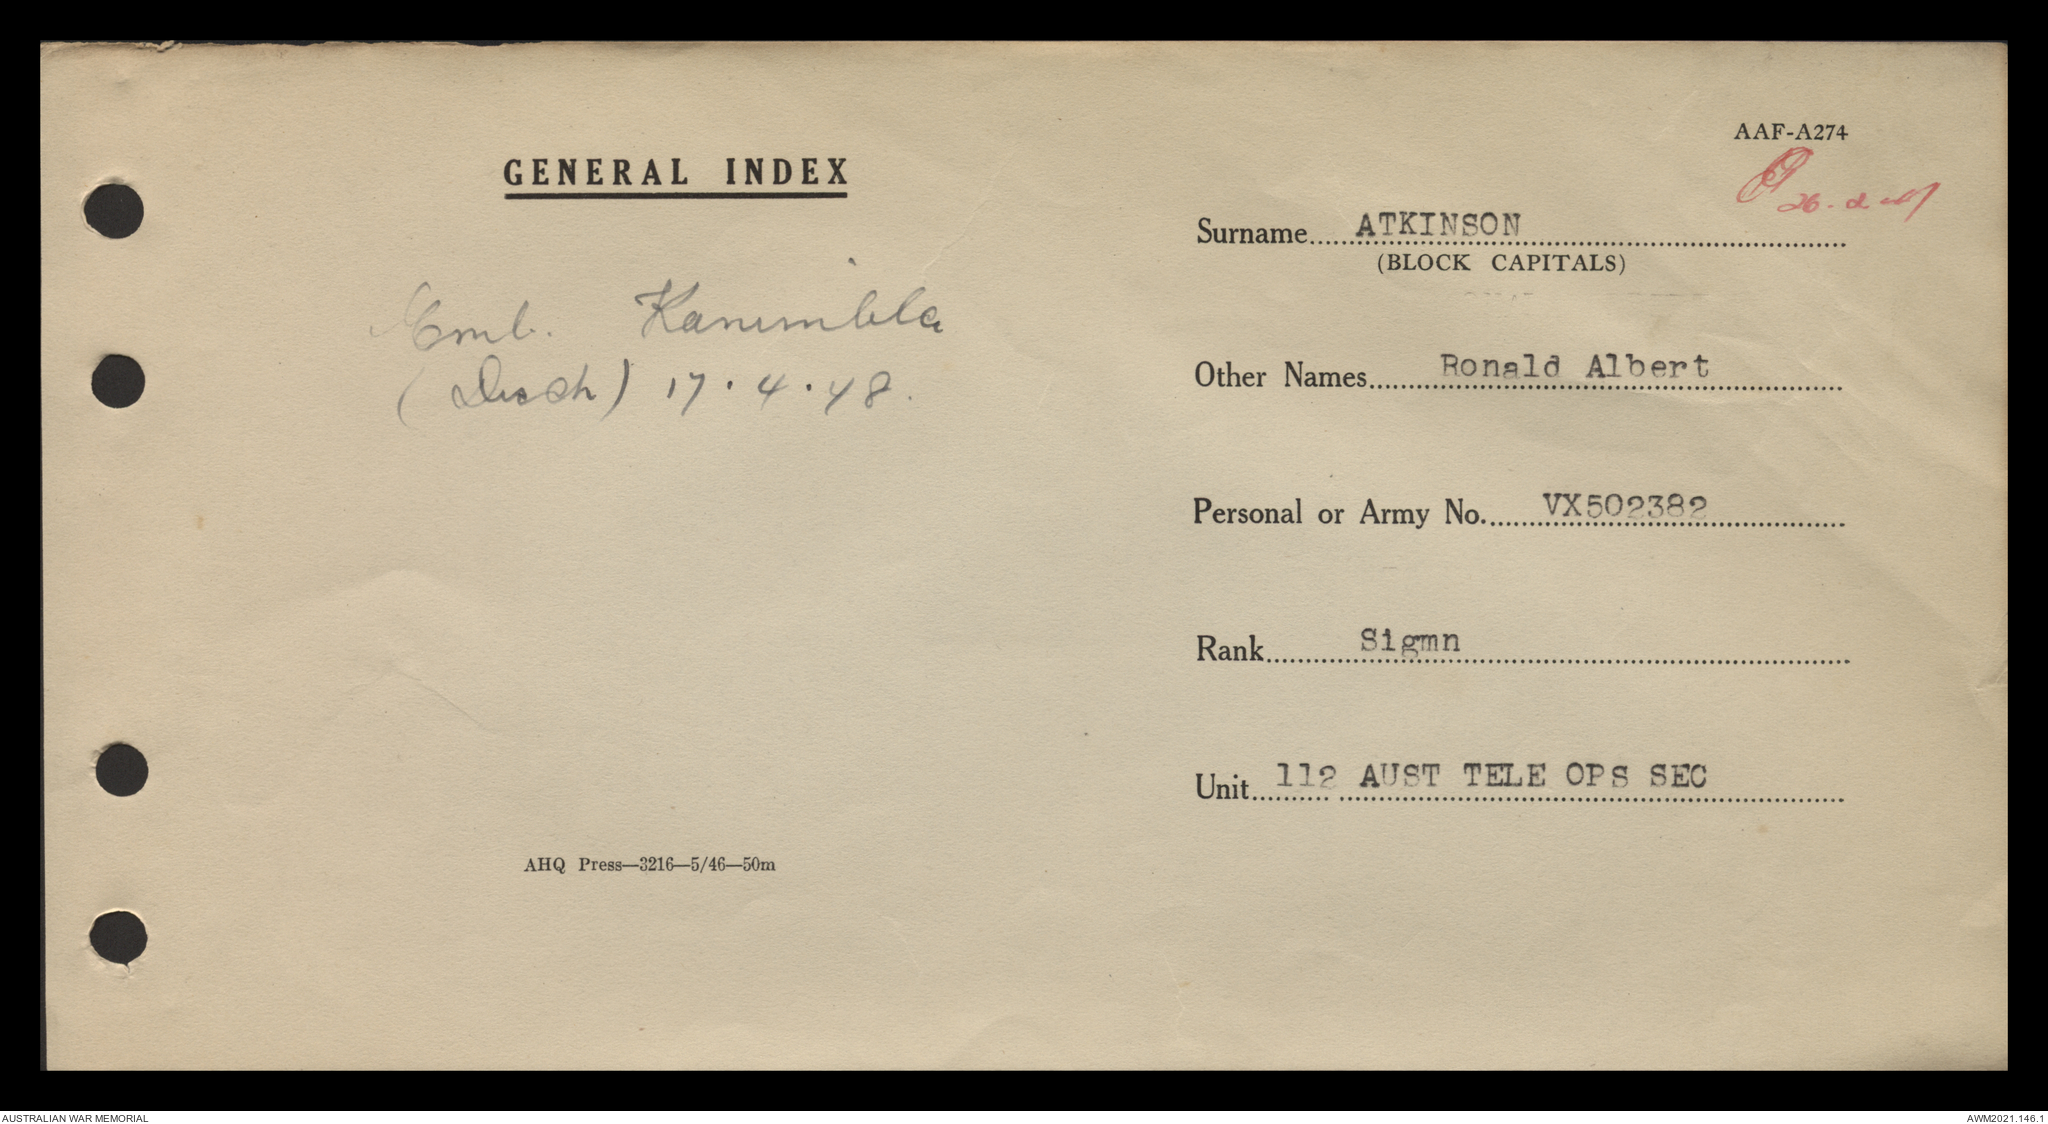 GENERAL INDEX
Emb. Kanimbla
(Disch) 17.4.48.
AHQ Press—3216—5/46—50m
AAF-A274
26.2.47
Surname ATKINSON
(BLOCK CAPITALS)
Other Names Ronald Albert
Personal or Army No. VX502382
Rank Sigmn
Unit 112 AUST TELE OPS SEC
AUSTRALIAN WAR MEMORIAL
AWM2021.146.1